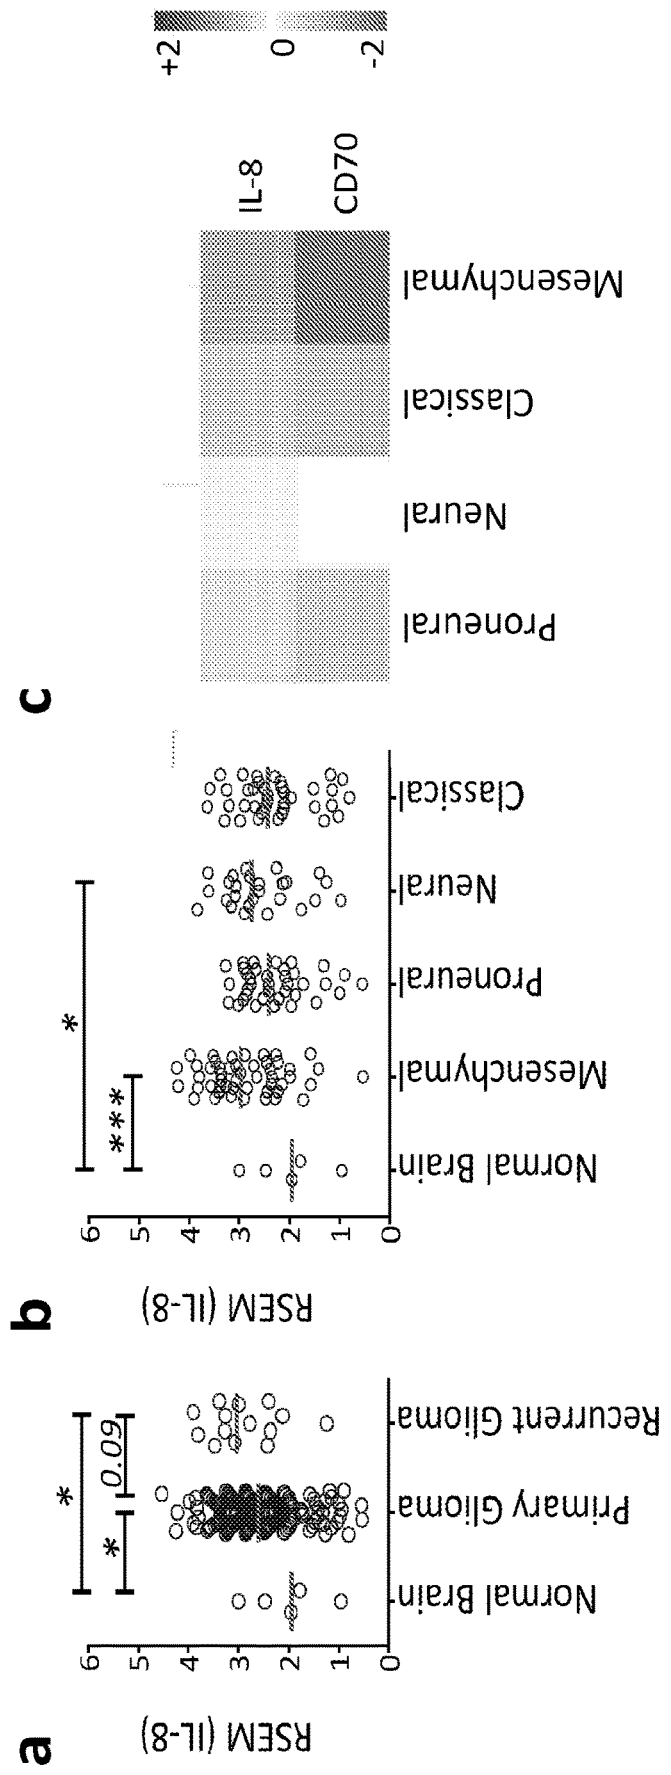 a
RSEM (IL-8)
6
5
4
3
2
1
0
*
*
0.09
Normal Brain
Primary Glioma
Recurrent Glioma
b
RSEM (IL-8)
6
5
4
3
2
1
0
*
***
Normal Brain
Mesenchymal
Proneural
Neural
Classical
c
IL-8
CD70
Proneural
Neural
Classical
Mesenchymal
+2
0
-2